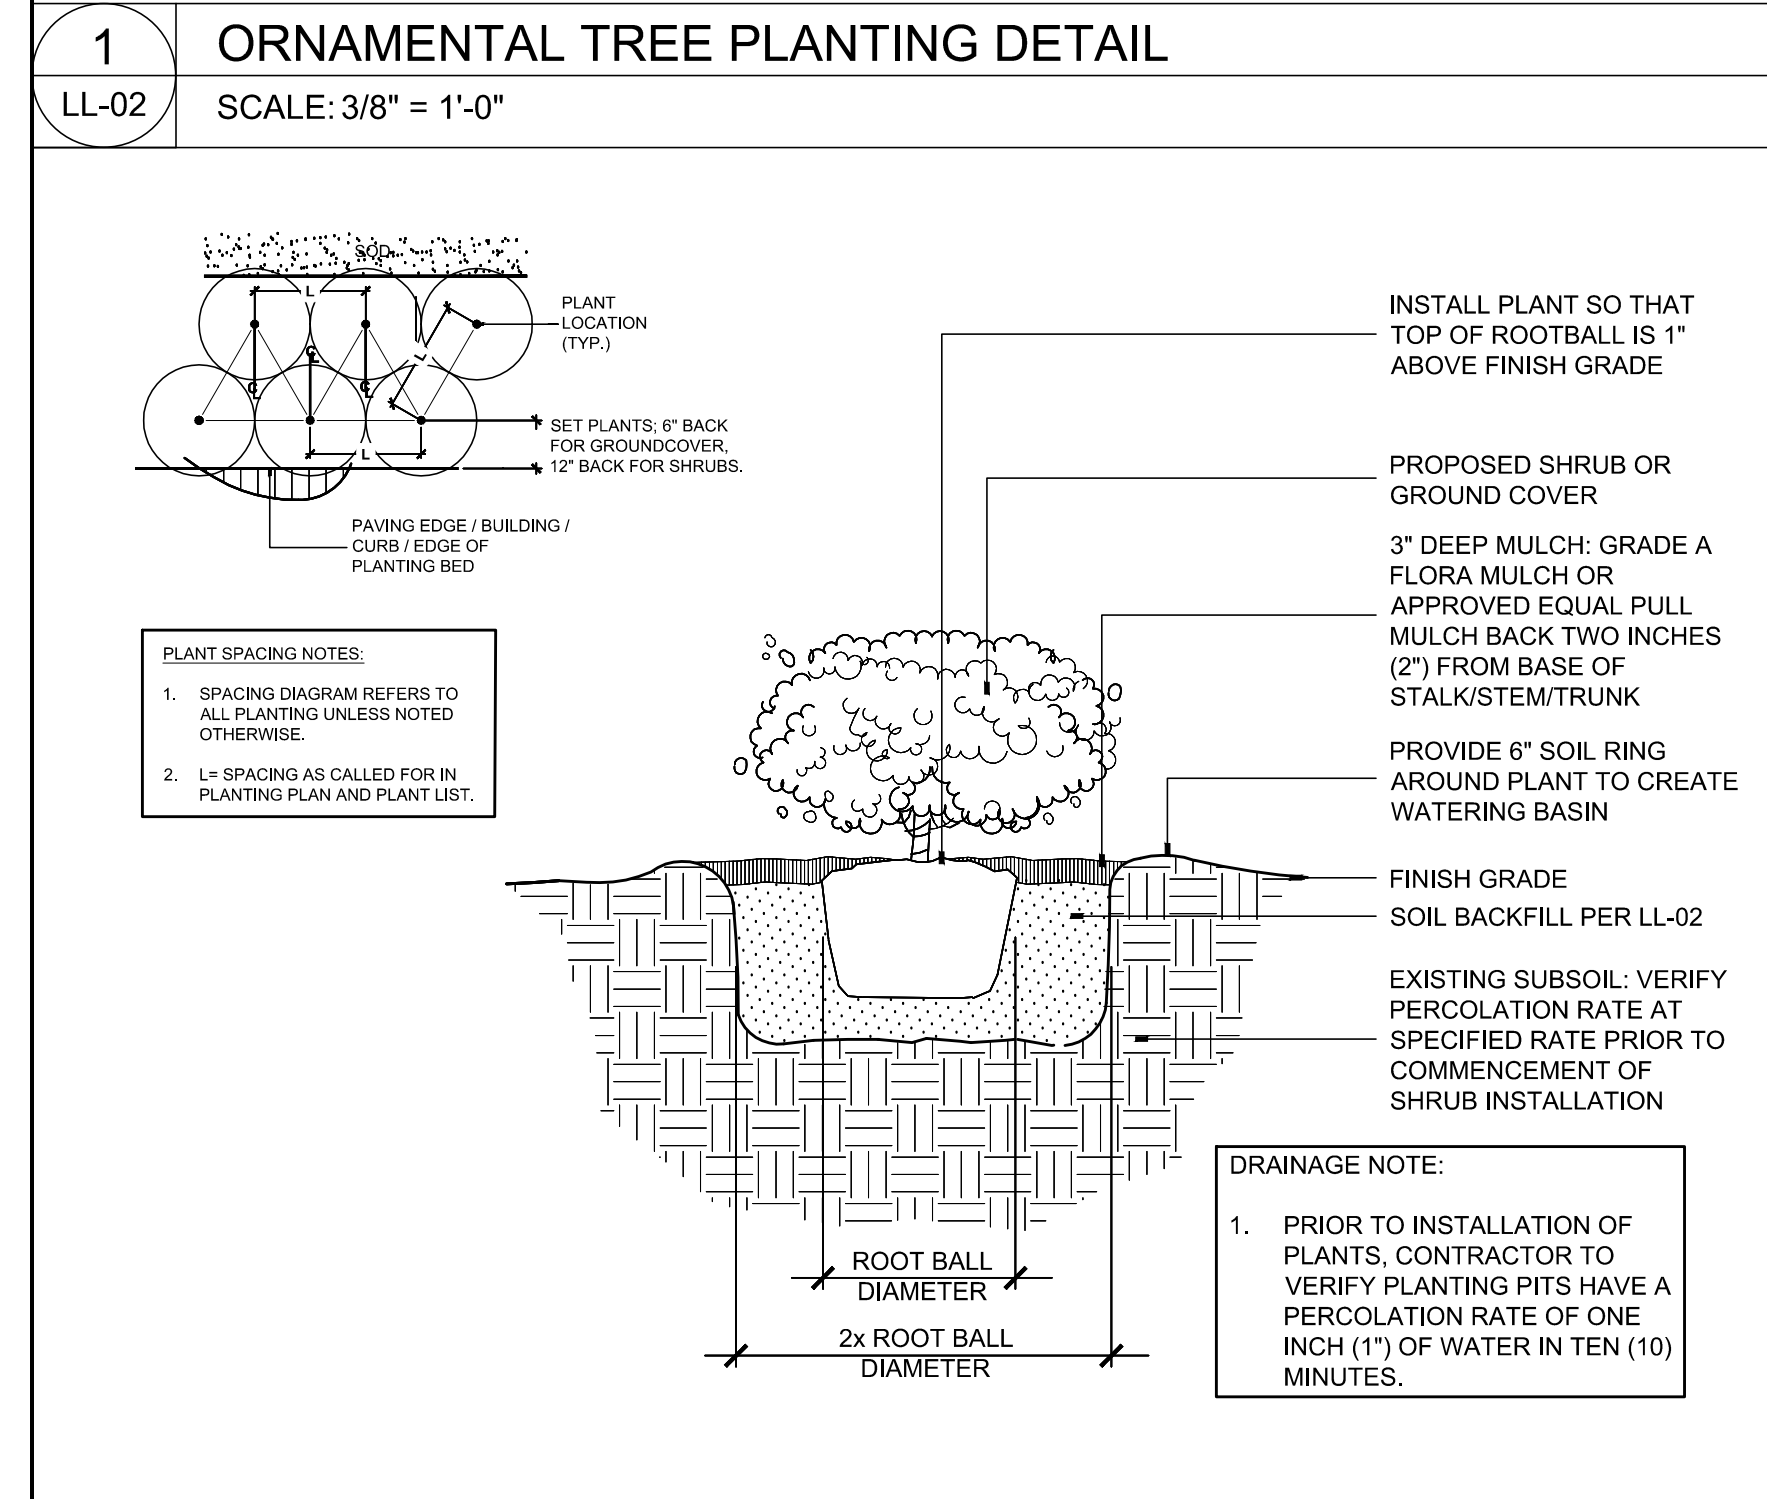 1
LL-02
ORNAMENTAL TREE PLANTING DETAIL
SCALE: 3/8" = 1'-0"
SOD
L
PLANT
LOCATION
(TYP.)
L
CL
CL
CL
L
SET PLANTS; 6" BACK
FOR GROUNDCOVER,
12" BACK FOR SHRUBS.
PAVING EDGE / BUILDING /
CURB / EDGE OF
PLANTING BED
PLANT SPACING NOTES:
1. SPACING DIAGRAM REFERS TO
ALL PLANTING UNLESS NOTED
OTHERWISE.
2. L= SPACING AS CALLED FOR IN
PLANTING PLAN AND PLANT LIST.
INSTALL PLANT SO THAT
TOP OF ROOTBALL IS 1"
ABOVE FINISH GRADE
PROPOSED SHRUB OR
GROUND COVER
3" DEEP MULCH: GRADE A
FLORA MULCH OR
APPROVED EQUAL PULL
MULCH BACK TWO INCHES
(2") FROM BASE OF
STALK/STEM/TRUNK
PROVIDE 6" SOIL RING
AROUND PLANT TO CREATE
WATERING BASIN
FINISH GRADE
SOIL BACKFILL PER LL-02
EXISTING SUBSOIL: VERIFY
PERCOLATION RATE AT
SPECIFIED RATE PRIOR TO
COMMENCEMENT OF
SHRUB INSTALLATION
ROOT BALL
DIAMETER
2x ROOT BALL
DIAMETER
DRAINAGE NOTE:
1. PRIOR TO INSTALLATION OF
PLANTS, CONTRACTOR TO
VERIFY PLANTING PITS HAVE A
PERCOLATION RATE OF ONE
INCH (1") OF WATER IN TEN (10)
MINUTES.